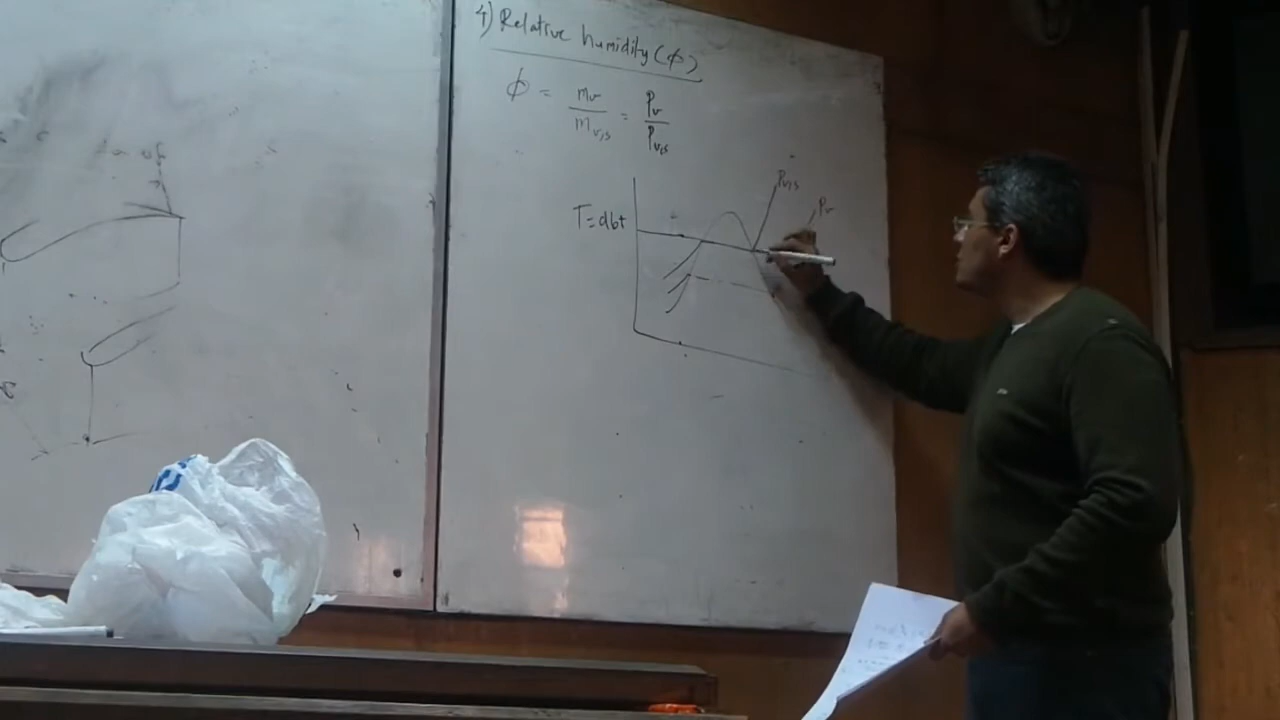 4) Relative humidity (ϕ)
ϕ = mv / mv,s = Pv / Pv,s
Pv,s
Pv
T=dbt